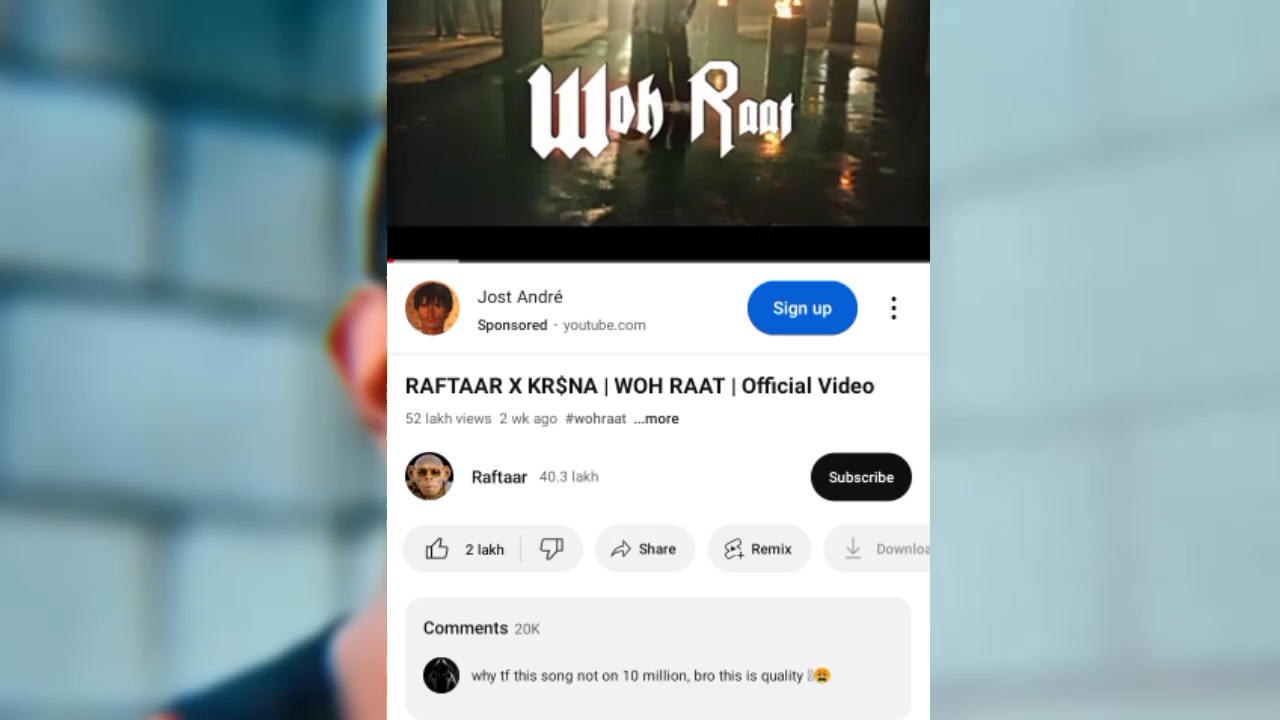 Woh Raat
Jost André
Sponsored · youtube.com
Sign up
RAFTAAR X KR$NA | WOH RAAT | Official Video
52 lakh views 2 wk ago #wohraat ...more
Raftaar 40.3 lakh
Subscribe
2 lakh
Share
Remix
Downloa
Comments 20K
why tf this song not on 10 million, bro this is quality 😩